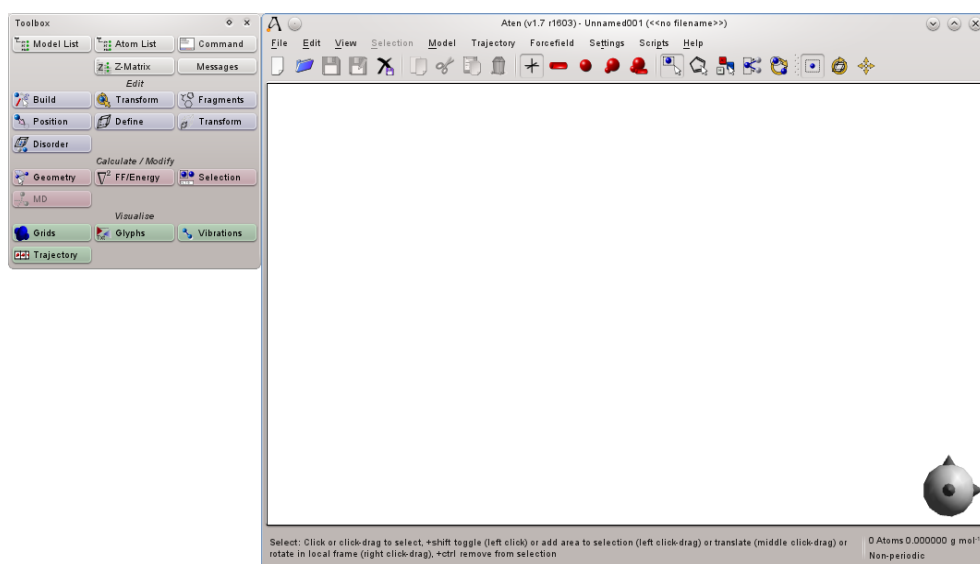 Toolbox
Model List Atom List Command
Z-Matrix Messages
Edit
Build Transform Fragments
Position Define Transform
Disorder
Calculate / Modify
Geometry FF/Energy Selection
MD
Visualise
Grids Glyphs Vibrations
Trajectory
Aten (v1.7 r1603) - Unnamed001 (<<no filename>>)
File Edit View Selection Model Trajectory Forcefield Settings Scripts Help
Select: Click or click-drag to select, +shift toggle (left click) or add area to selection (left click-drag) or translate (middle click-drag) or
rotate in local frame (right click-drag), +ctrl remove from selection
0 Atoms 0.000000 g mol⁻¹
Non-periodic